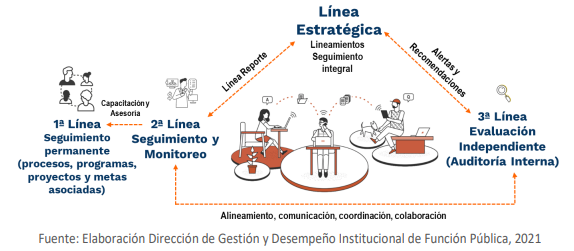 Línea
Estratégica
Lineamientos
Seguimiento
integral
Línea Reporte
Alertas y
Recomendaciones
Capacitación y
Asesoría
1ª Línea
Seguimiento
permanente
(procesos, programas,
proyectos y metas
asociadas)
2ª Línea
Seguimiento y
Monitoreo
3ª Línea
Evaluación
Independiente
(Auditoría Interna)
Alineamiento, comunicación, coordinación, colaboración
Fuente: Elaboración Dirección de Gestión y Desempeño Institucional de Función Pública, 2021